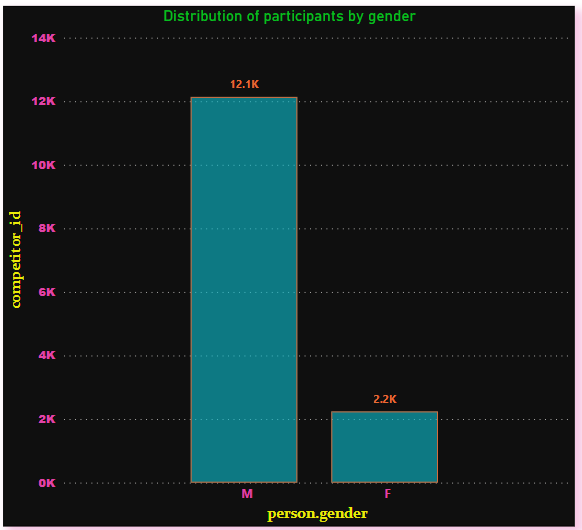 Distribution of participants by gender
14K
12.1K
12K
10K
8K
competitor_id
6K
4K
2.2K
2K
0K
M F
person.gender